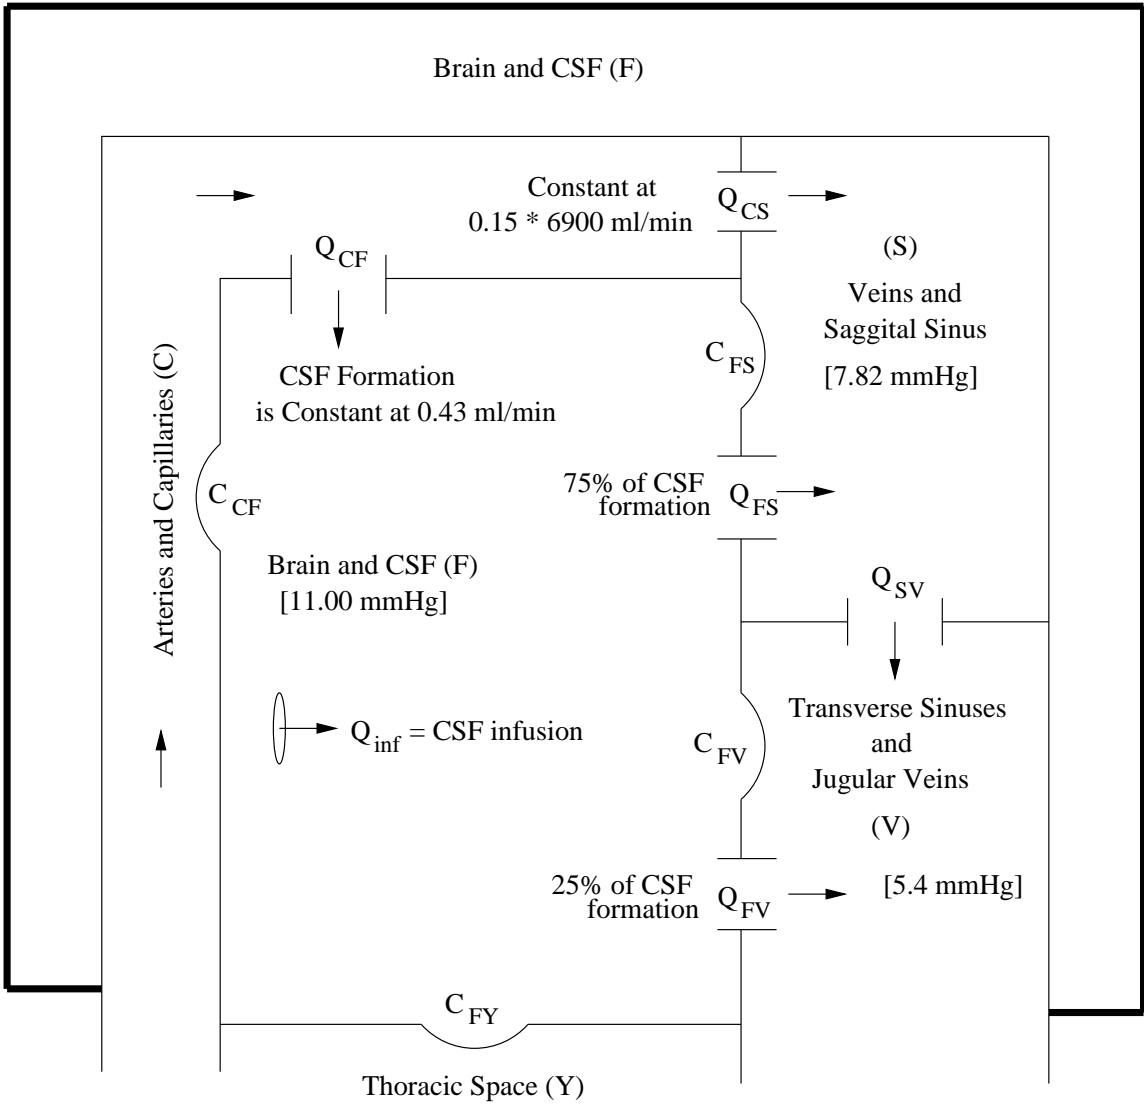 Brain and CSF (F)
Constant at
0.15 * 6900 ml/min
Q CS
Q CF
(S)
Veins and
Saggital Sinus
[7.82 mmHg]
C FS
CSF Formation
is Constant at 0.43 ml/min
Arteries and Capillaries (C)
C CF
75% of CSF
formation
Q FS
Brain and CSF (F)
[11.00 mmHg]
Q SV
Q inf = CSF infusion
C FV
Transverse Sinuses
and
Jugular Veins
(V)
[5.4 mmHg]
25% of CSF
formation
Q FV
C FY
Thoracic Space (Y)